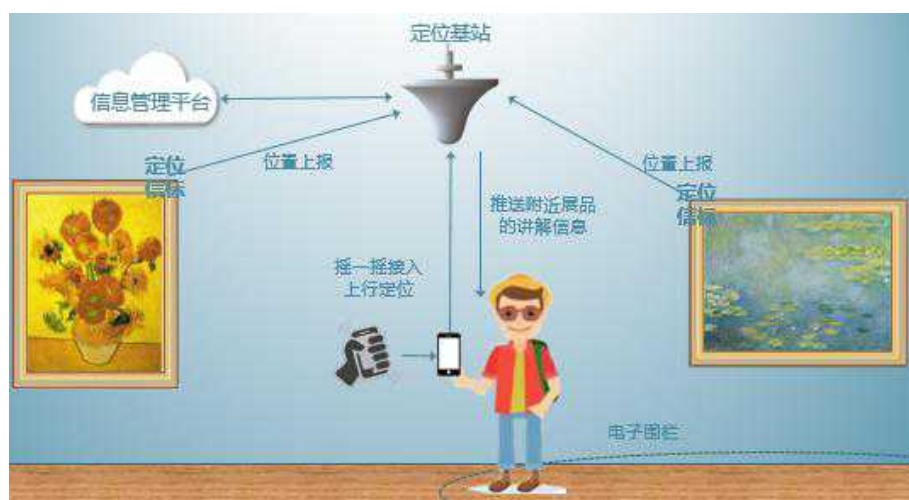 定位基站
信息管理平台
定位
信标
位置上报
位置上报
定位
信标
推送附近展品
的讲解信息
摇一摇接入
上行定位
电子围栏